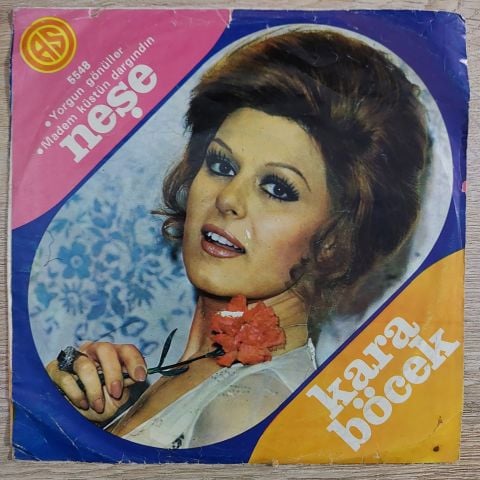 AS
5548
• Yorgun gönüller
• Madem küstün dargındın
neşe
kara
böcek